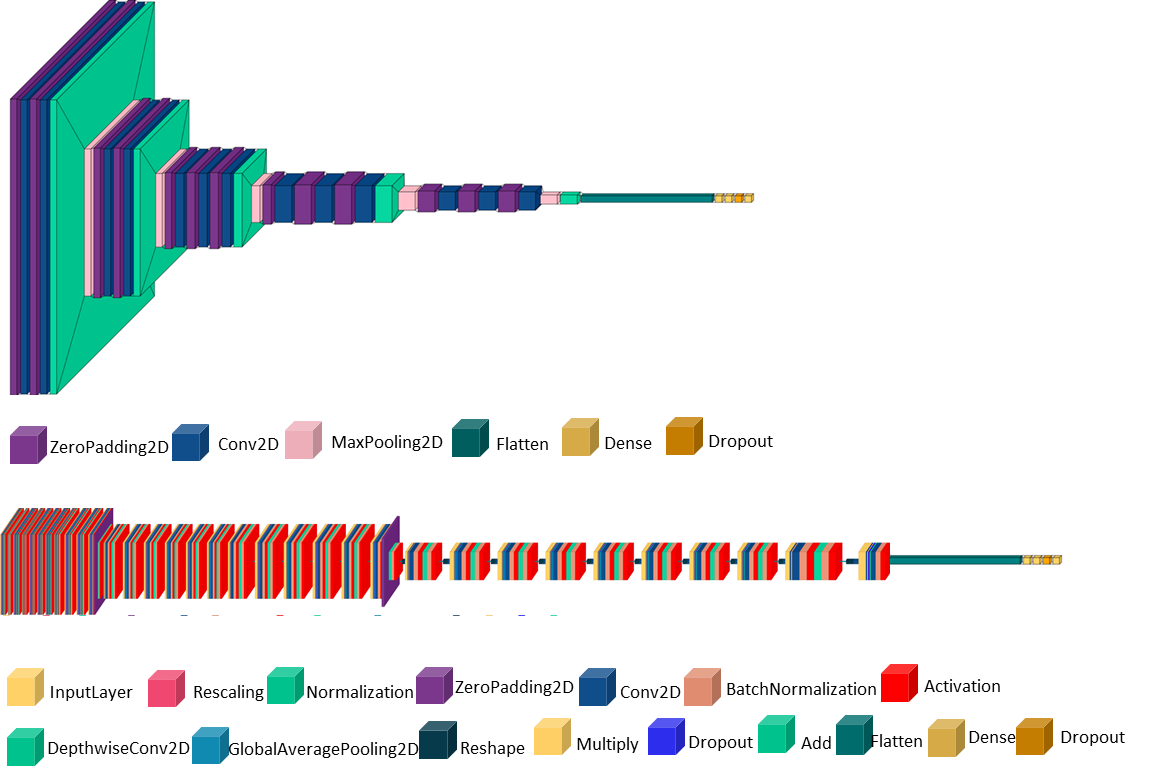 ZeroPadding2D Conv2D MaxPooling2D Flatten Dense Dropout
InputLayer Rescaling Normalization ZeroPadding2D Conv2D BatchNormalization Activation
DepthwiseConv2D GlobalAveragePooling2D Reshape Multiply Dropout Add Flatten Dense Dropout